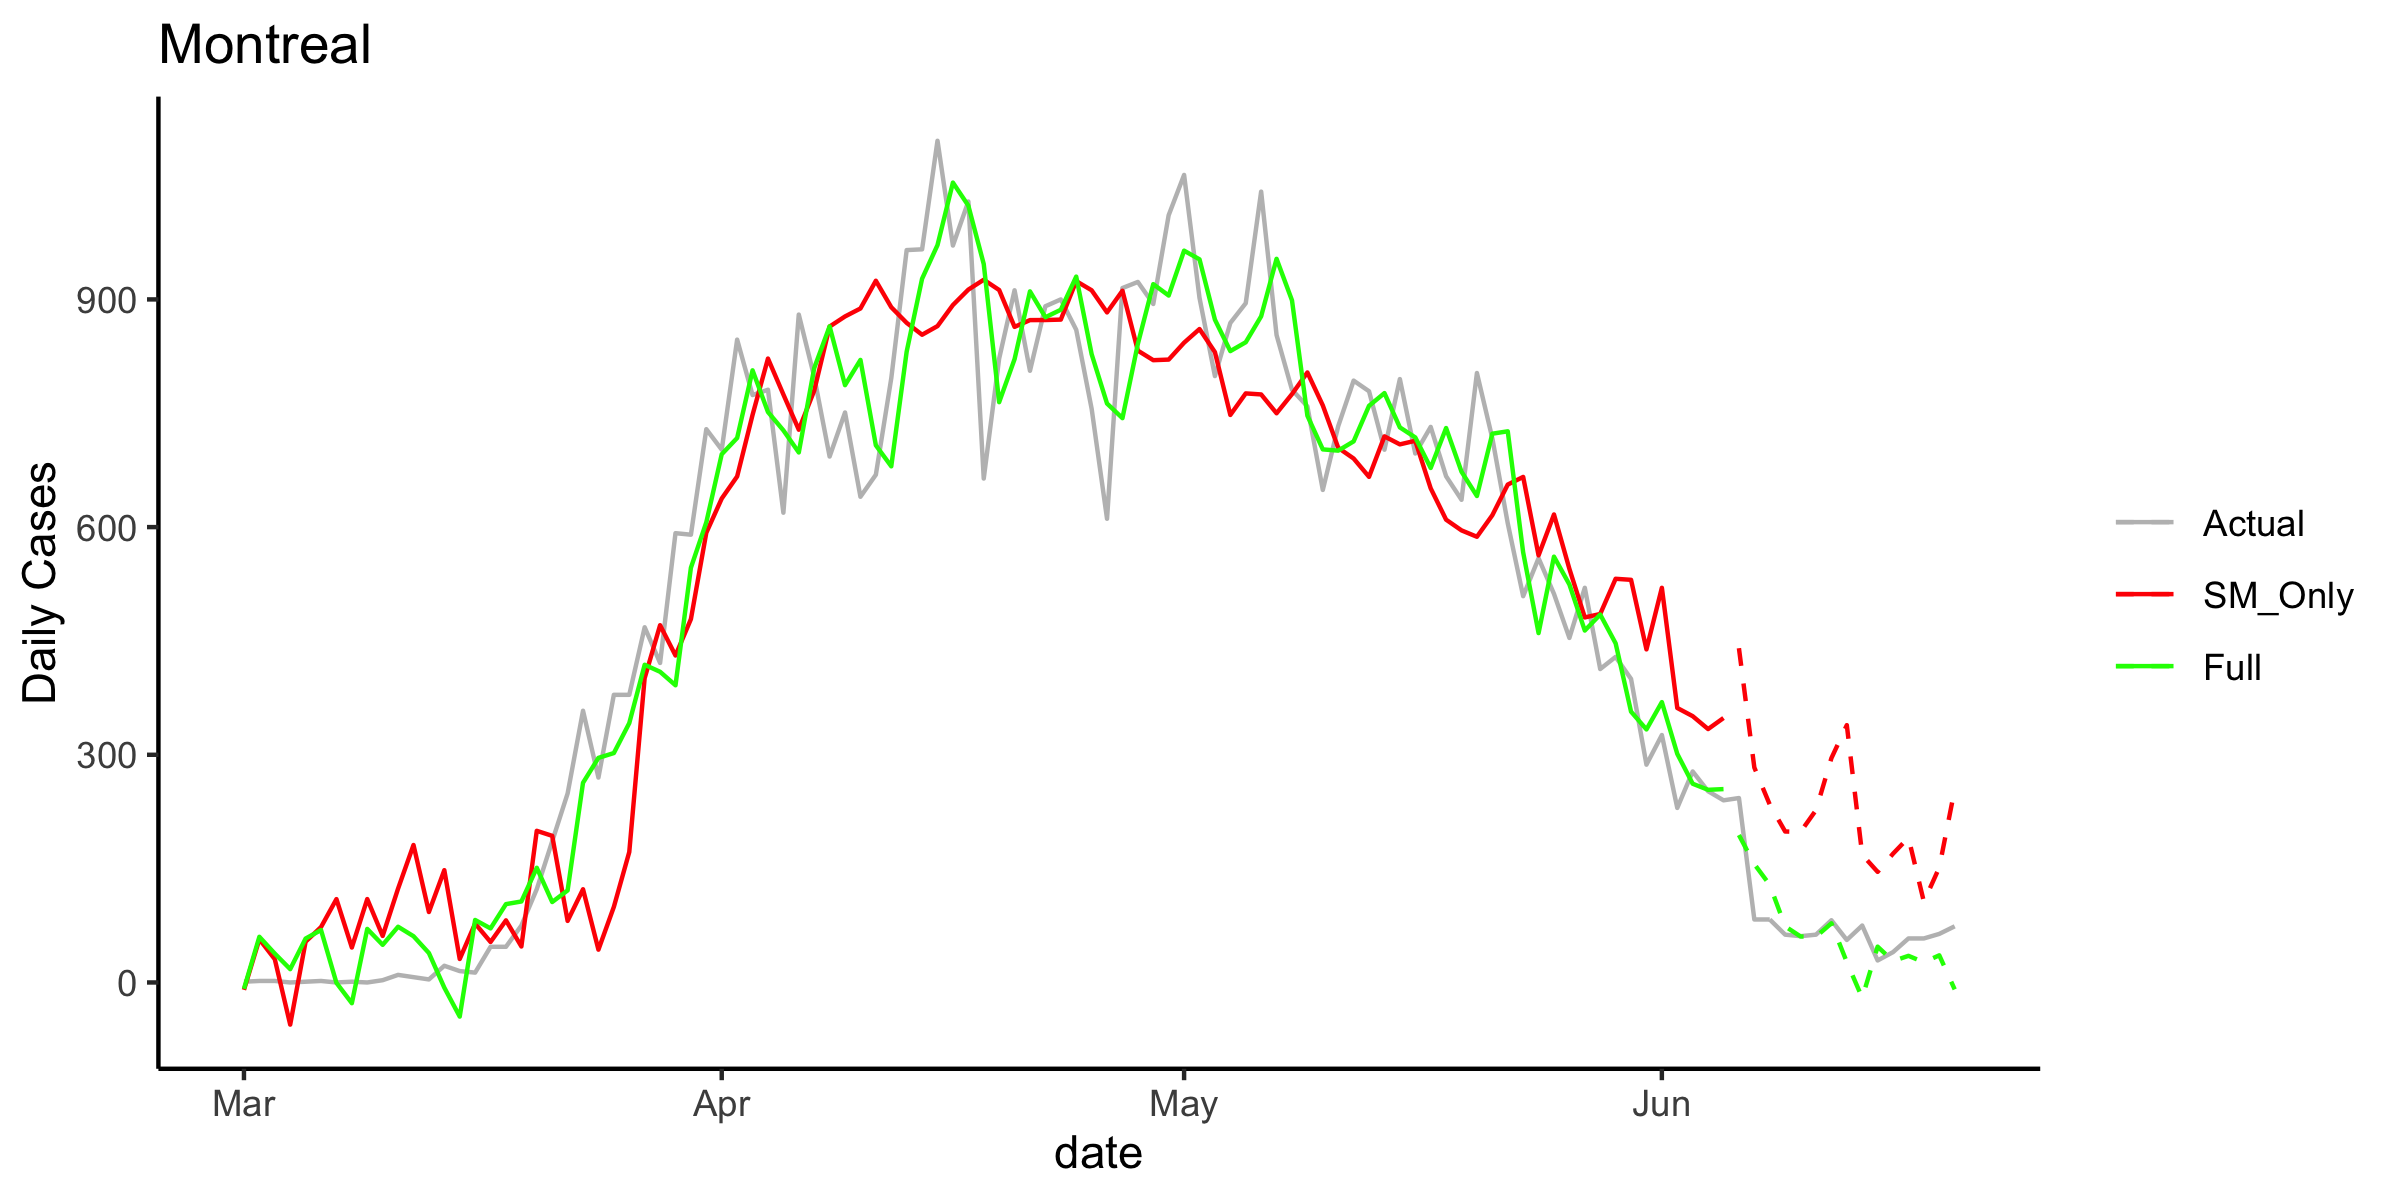 Montreal
Daily Cases
900
600
300
0
Mar
Apr
May
Jun
date
Actual
SM_Only
Full